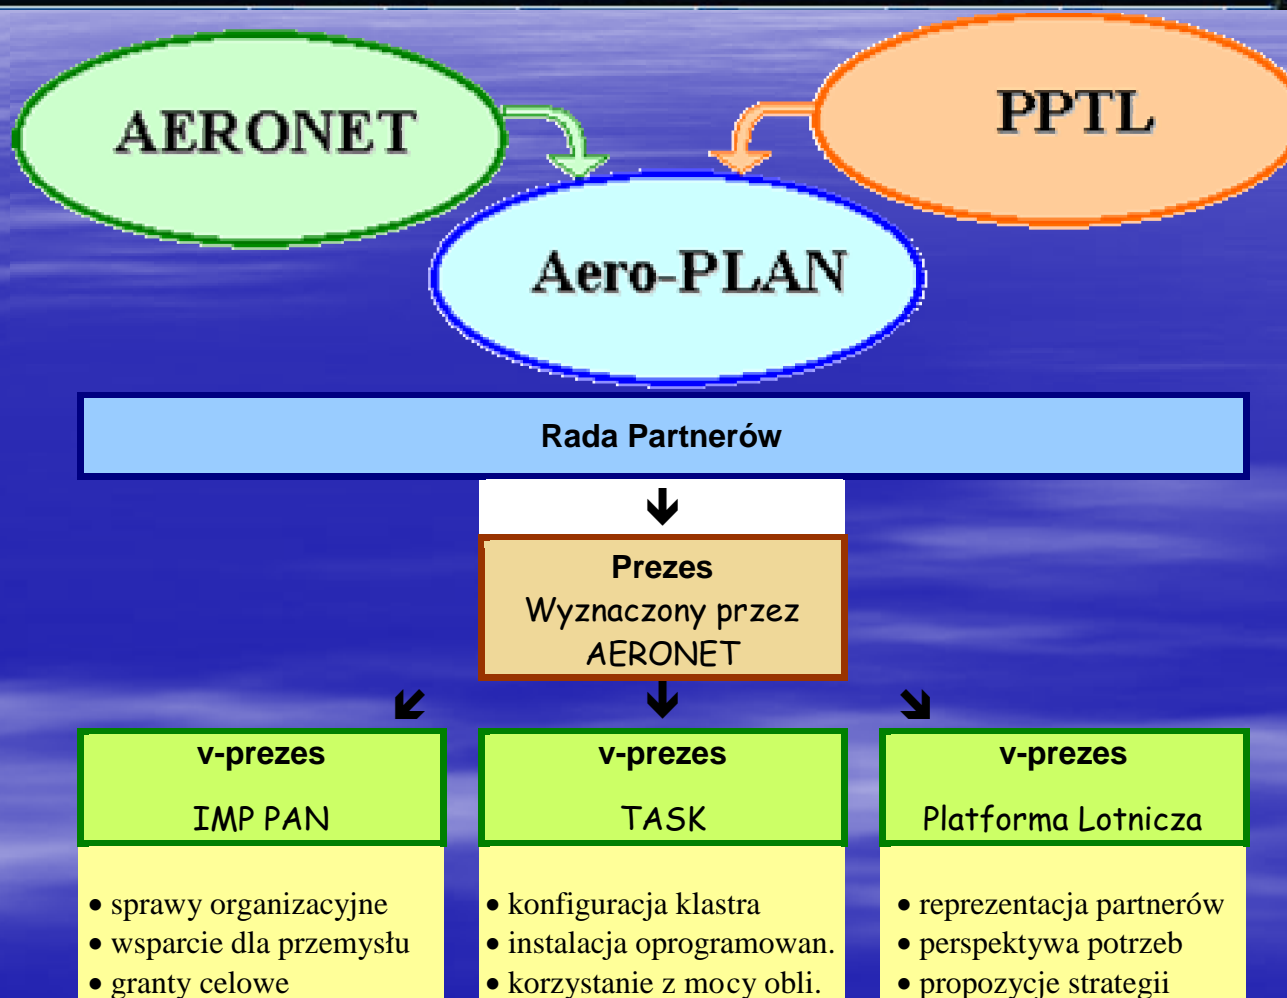 AERONET
PPTL
Aero-PLAN
Rada Partnerów
Prezes
Wyznaczony przez
AERONET
v-prezes
IMP PAN
• sprawy organizacyjne
• wsparcie dla przemysłu
• granty celowe
v-prezes
TASK
• konfiguracja klastra
• instalacja oprogramowan.
• korzystanie z mocy obli.
v-prezes
Platforma Lotnicza
• reprezentacja partnerów
• perspektywa potrzeb
• propozycje strategii